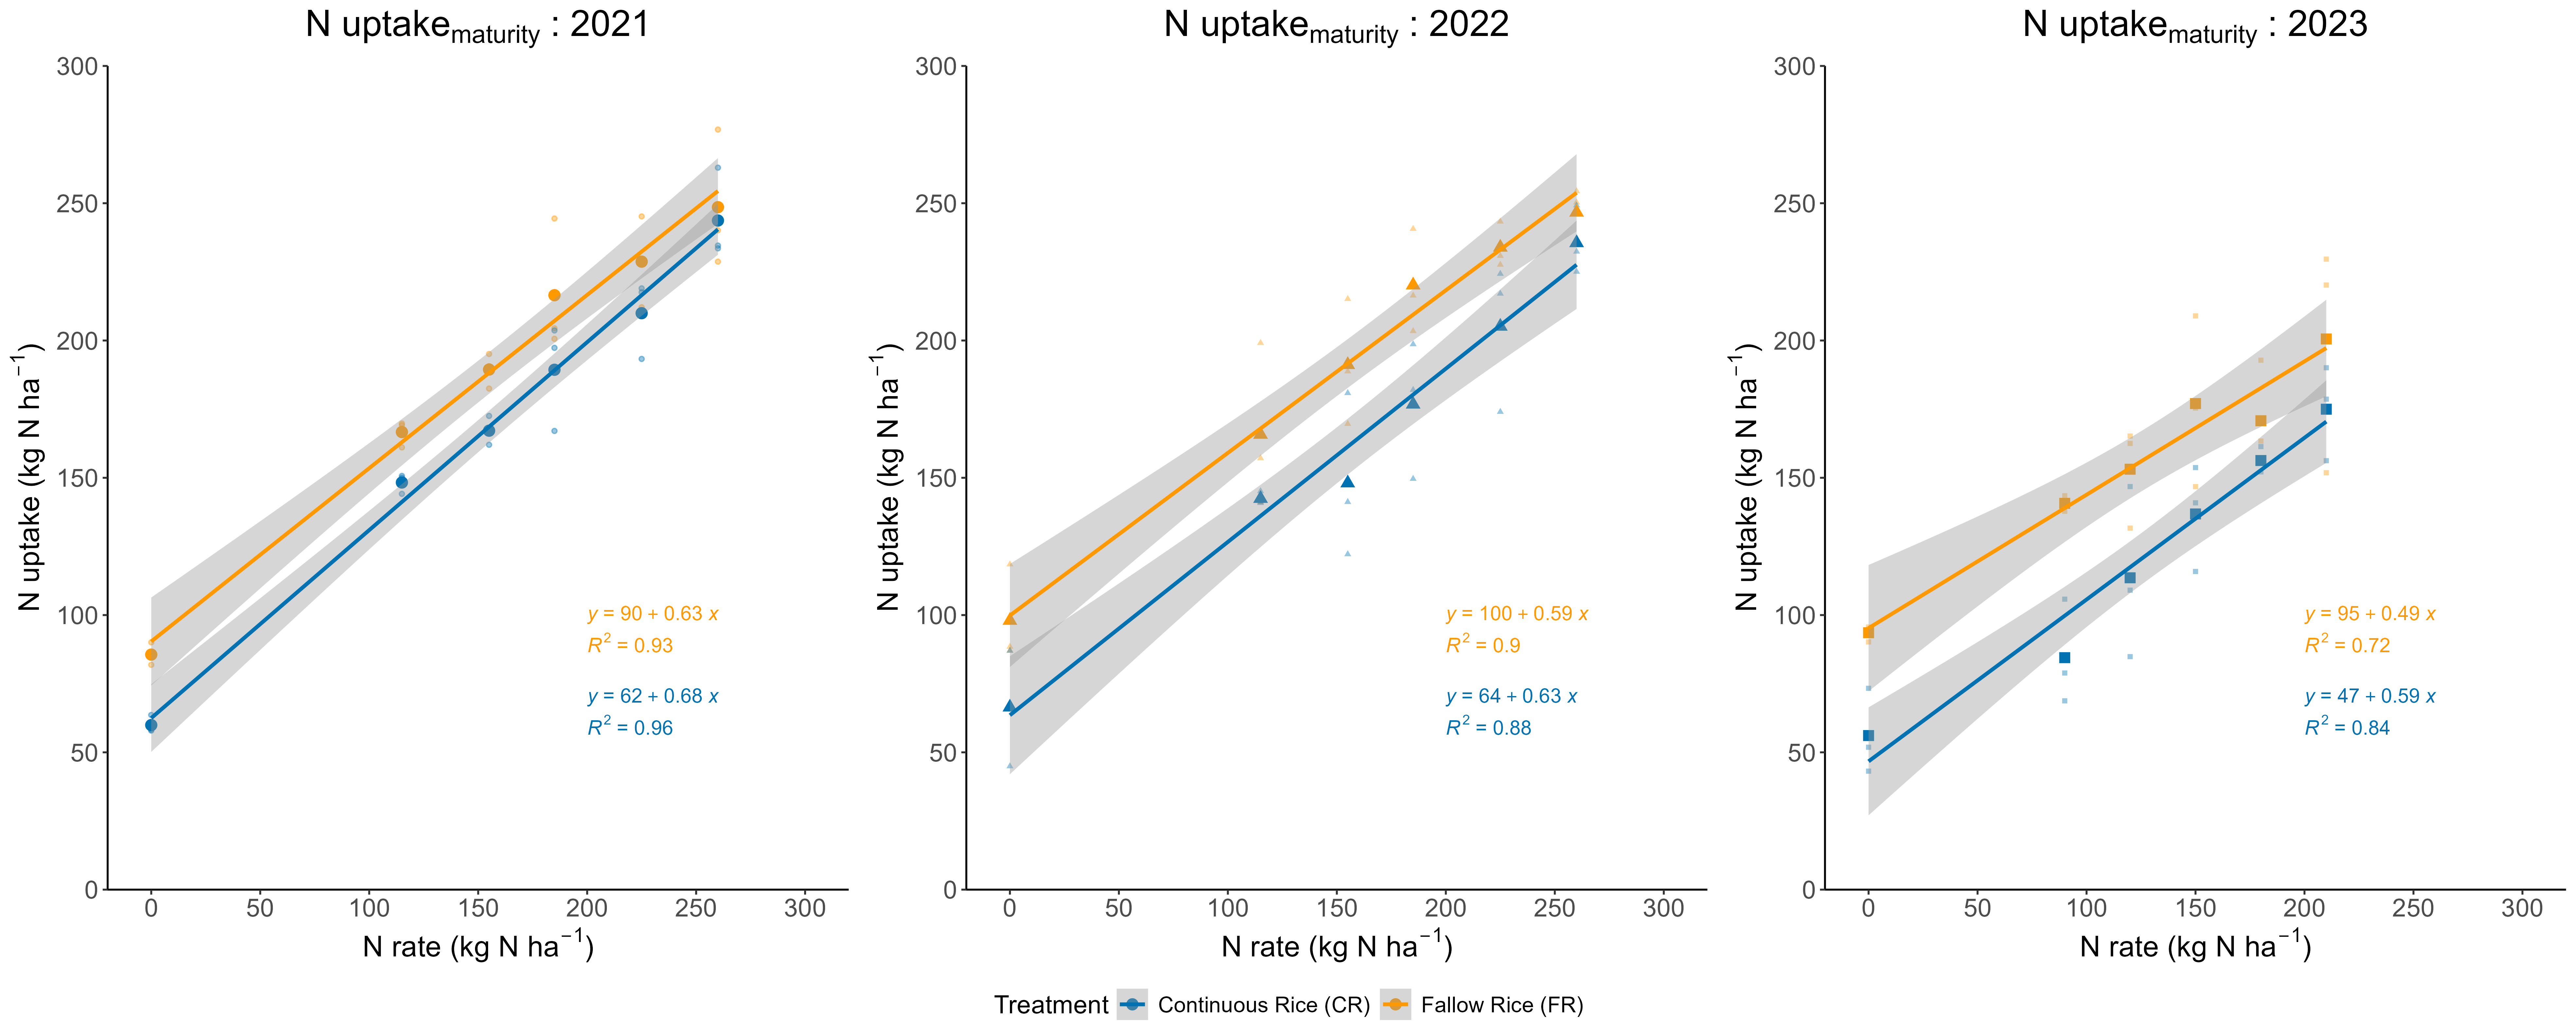 N uptake_maturity : 2021
N uptake_maturity : 2022
N uptake_maturity : 2023
N uptake (kg N ha⁻¹)
300
250
200
150
100
50
0
y = 90 + 0.63 x
R² = 0.93
y = 62 + 0.68 x
R² = 0.96
0 50 100 150 200 250 300
N rate (kg N ha⁻¹)
N uptake (kg N ha⁻¹)
300
250
200
150
100
50
0
y = 100 + 0.59 x
R² = 0.9
y = 64 + 0.63 x
R² = 0.88
0 50 100 150 200 250 300
N rate (kg N ha⁻¹)
N uptake (kg N ha⁻¹)
300
250
200
150
100
50
0
y = 95 + 0.49 x
R² = 0.72
y = 47 + 0.59 x
R² = 0.84
0 50 100 150 200 250 300
N rate (kg N ha⁻¹)
Treatment Continuous Rice (CR) Fallow Rice (FR)